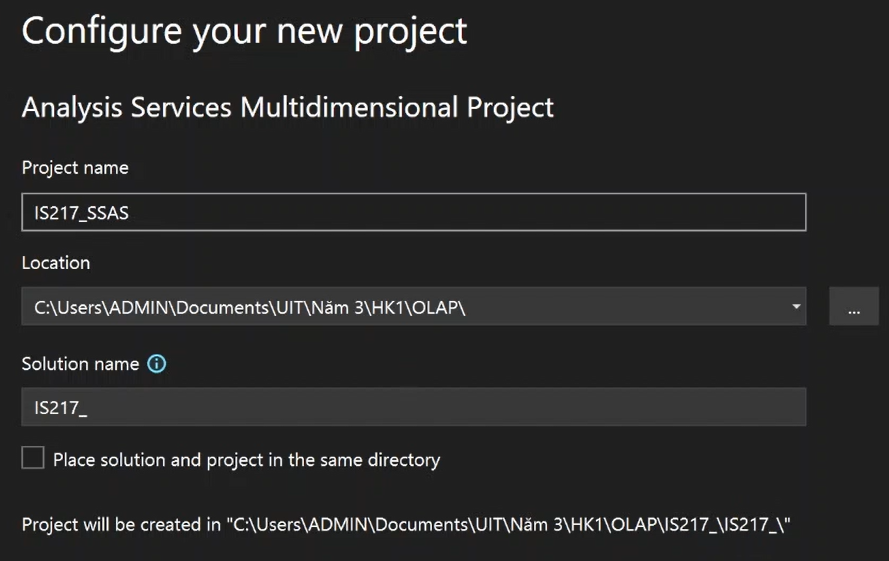 Configure your new project
Analysis Services Multidimensional Project
Project name
IS217_SSAS
Location
C:\Users\ADMIN\Documents\UIT\Năm 3\HK1\OLAP\
...
Solution name
IS217_
Place solution and project in the same directory
Project will be created in "C:\Users\ADMIN\Documents\UIT\Năm 3\HK1\OLAP\IS217_\IS217_\"